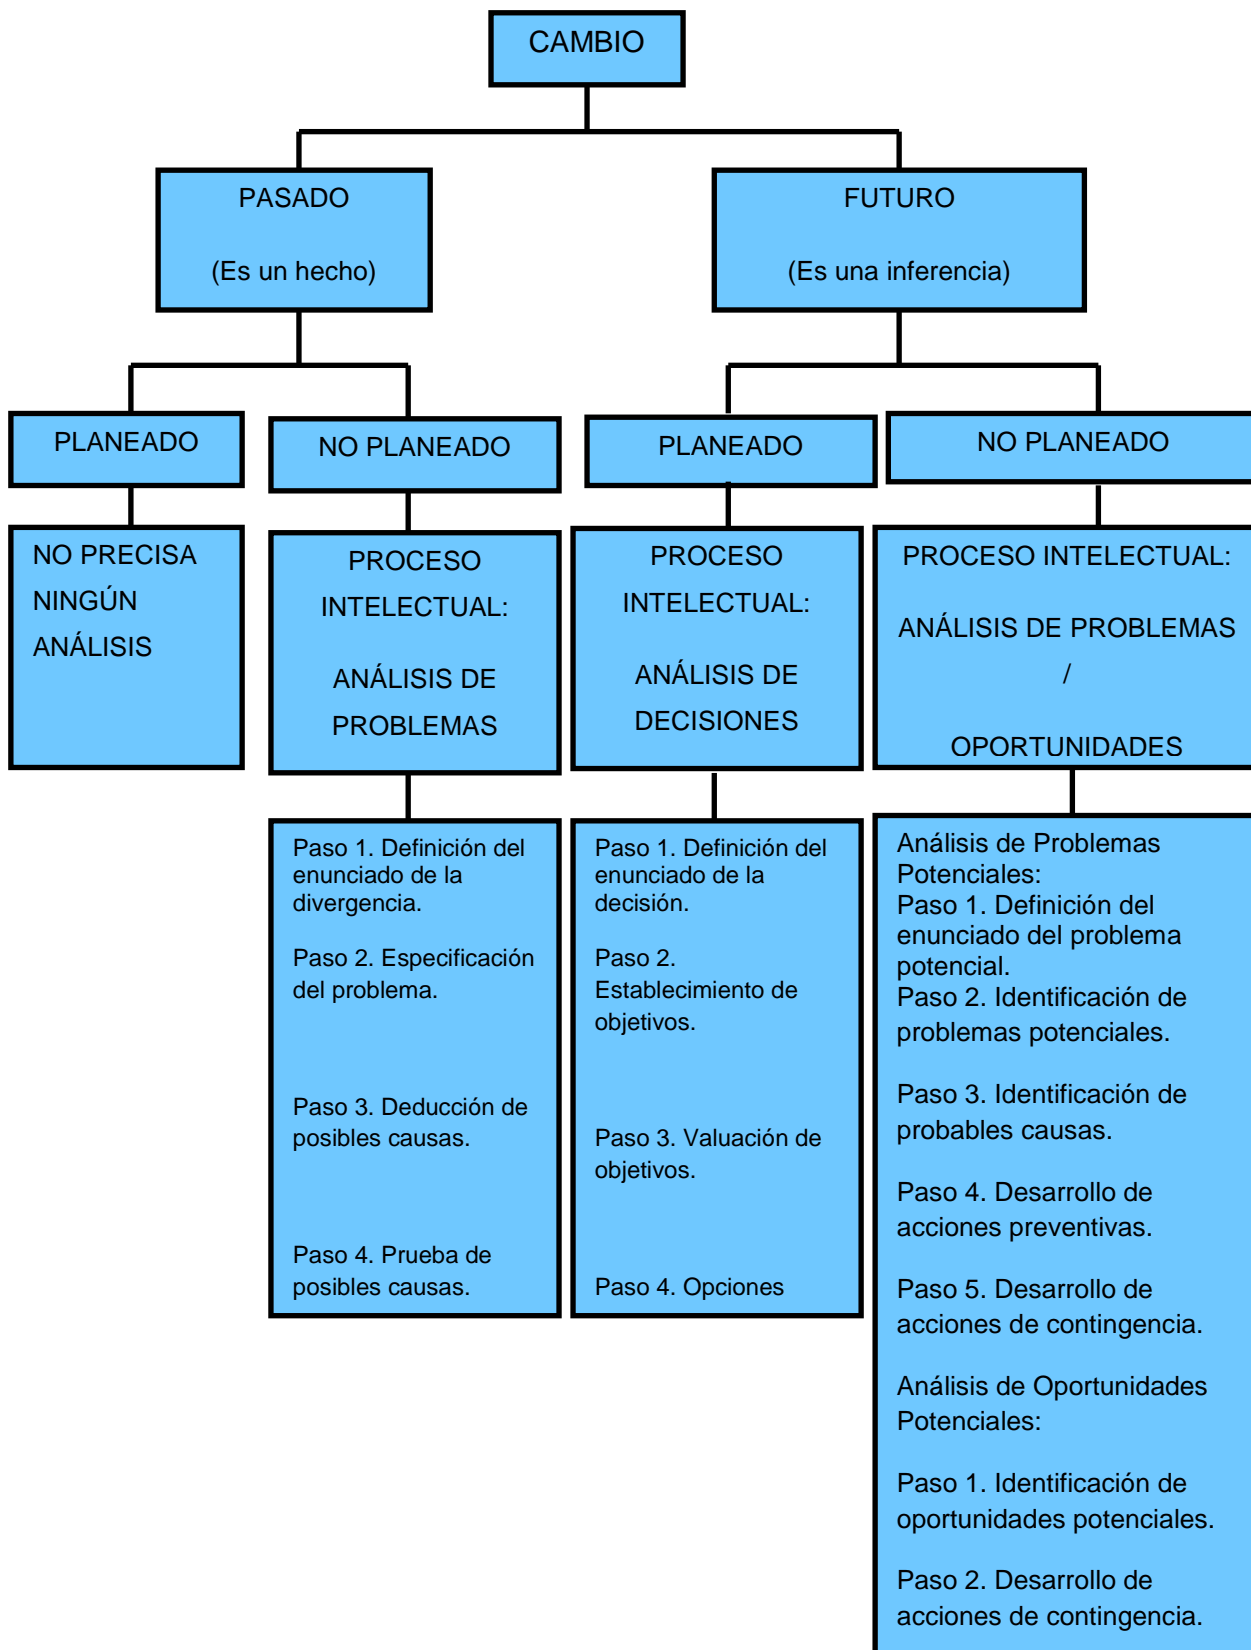 CAMBIO
PASADO
(Es un hecho)
FUTURO
(Es una inferencia)
PLANEADO
NO PLANEADO
PLANEADO
NO PLANEADO
NO PRECISA
NINGÚN
ANÁLISIS
PROCESO
INTELECTUAL:
ANÁLISIS DE
PROBLEMAS
PROCESO
INTELECTUAL:
ANÁLISIS DE
DECISIONES
PROCESO INTELECTUAL:
ANÁLISIS DE PROBLEMAS
/
OPORTUNIDADES
Paso 1. Definición del
enunciado de la
divergencia.
Paso 2. Especificación
del problema.
Paso 3. Deducción de
posibles causas.
Paso 4. Prueba de
posibles causas.
Paso 1. Definición del
enunciado de la
decisión.
Paso 2.
Establecimiento de
objetivos.
Paso 3. Valuación de
objetivos.
Paso 4. Opciones
Análisis de Problemas
Potenciales:
Paso 1. Definición del
enunciado del problema
potencial.
Paso 2. Identificación de
problemas potenciales.
Paso 3. Identificación de
probables causas.
Paso 4. Desarrollo de
acciones preventivas.
Paso 5. Desarrollo de
acciones de contingencia.
Análisis de Oportunidades
Potenciales:
Paso 1. Identificación de
oportunidades potenciales.
Paso 2. Desarrollo de
acciones de contingencia.